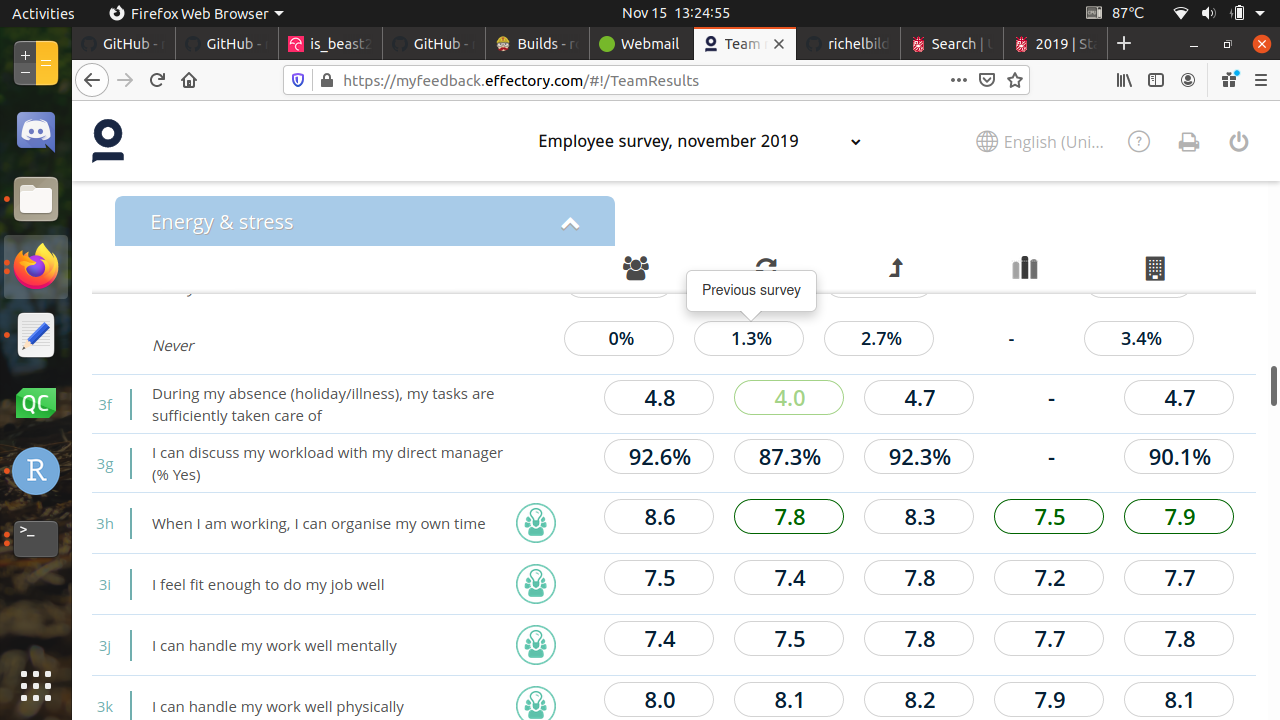 Activities Firefox Web Browser Nov 15 13:24:55 87°C
GitHub - GitHub - is_beast2 GitHub - Builds - r Webmail Team richelbild Search | 2019 | St
https://myfeedback.effectory.com/#!/TeamResults
Employee survey, november 2019 English (Uni...
Energy & stress
Previous survey
Never 0% 1.3% 2.7% - 3.4%
3f During my absence (holiday/illness), my tasks are
sufficiently taken care of 4.8 4.0 4.7 - 4.7
3g I can discuss my workload with my direct manager
(% Yes) 92.6% 87.3% 92.3% - 90.1%
3h When I am working, I can organise my own time 8.6 7.8 8.3 7.5 7.9
3i I feel fit enough to do my job well 7.5 7.4 7.8 7.2 7.7
3j I can handle my work well mentally 7.4 7.5 7.8 7.7 7.8
3k I can handle my work well physically 8.0 8.1 8.2 7.9 8.1
QC
R
>_